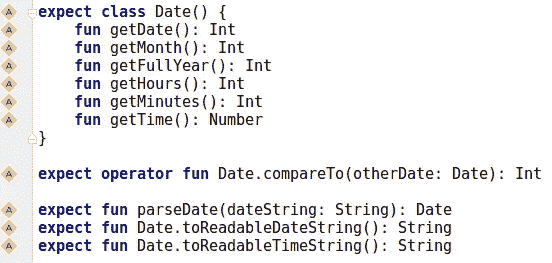 expect class Date() {
    fun getDate(): Int
    fun getMonth(): Int
    fun getFullYear(): Int
    fun getHours(): Int
    fun getMinutes(): Int
    fun getTime(): Number
}
expect operator fun Date.compareTo(otherDate: Date): Int
expect fun parseDate(dateString: String): Date
expect fun Date.toReadableDateString(): String
expect fun Date.toReadableTimeString(): String